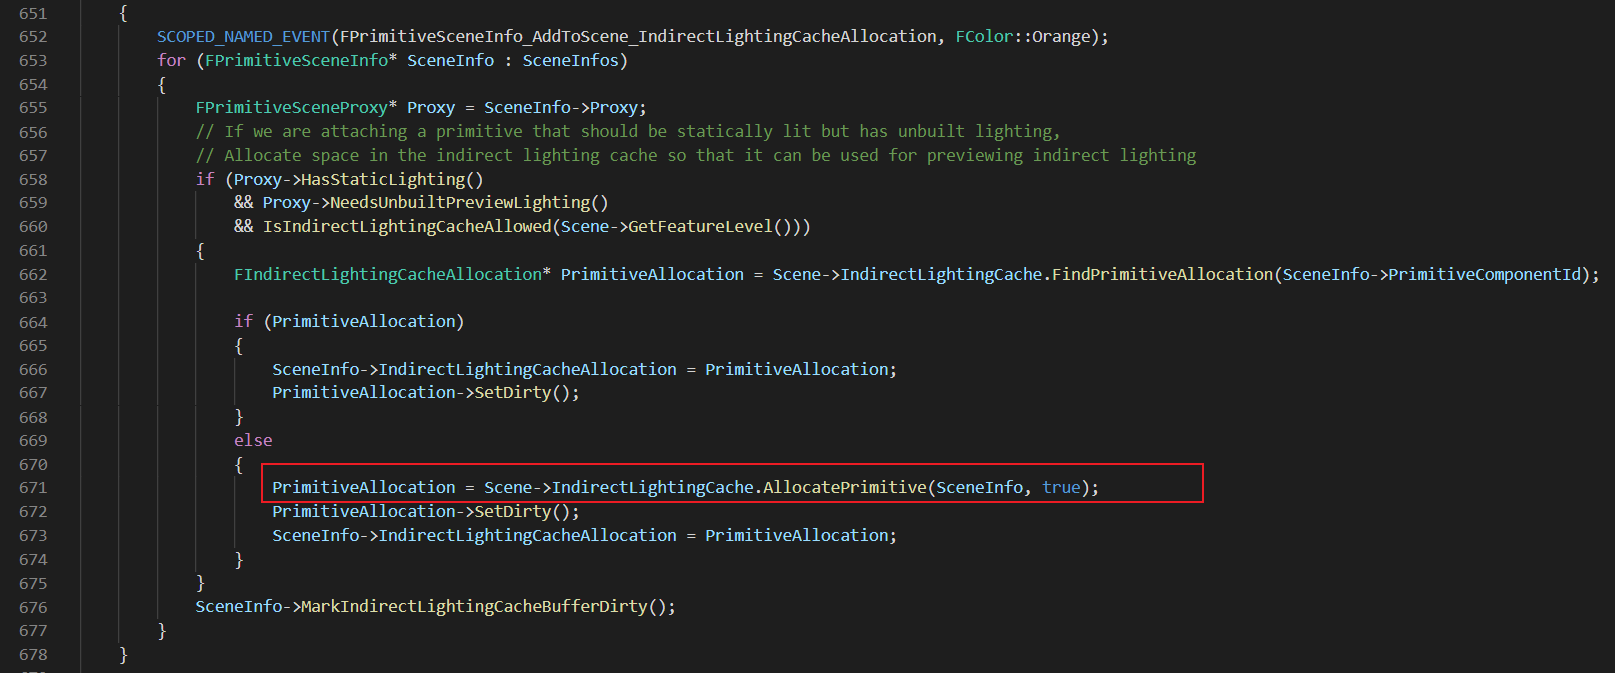 651 {
652 SCOPED_NAMED_EVENT(FPrimitiveSceneInfo_AddToScene_IndirectLightingCacheAllocation, FColor::Orange);
653 for (FPrimitiveSceneInfo* SceneInfo : SceneInfos)
654 {
655 FPrimitiveSceneProxy* Proxy = SceneInfo->Proxy;
656 // If we are attaching a primitive that should be statically lit but has unbuilt lighting,
657 // Allocate space in the indirect lighting cache so that it can be used for previewing indirect lighting
658 if (Proxy->HasStaticLighting()
659 && Proxy->NeedsUnbuiltPreviewLighting()
660 && IsIndirectLightingCacheAllowed(Scene->GetFeatureLevel()))
661 {
662 FIndirectLightingCacheAllocation* PrimitiveAllocation = Scene->IndirectLightingCache.FindPrimitiveAllocation(SceneInfo->PrimitiveComponentId);
663
664 if (PrimitiveAllocation)
665 {
666 SceneInfo->IndirectLightingCacheAllocation = PrimitiveAllocation;
667 PrimitiveAllocation->SetDirty();
668 }
669 else
670 {
671 PrimitiveAllocation = Scene->IndirectLightingCache.AllocatePrimitive(SceneInfo, true);
672 PrimitiveAllocation->SetDirty();
673 SceneInfo->IndirectLightingCacheAllocation = PrimitiveAllocation;
674 }
675 }
676 SceneInfo->MarkIndirectLightingCacheBufferDirty();
677 }
678 }